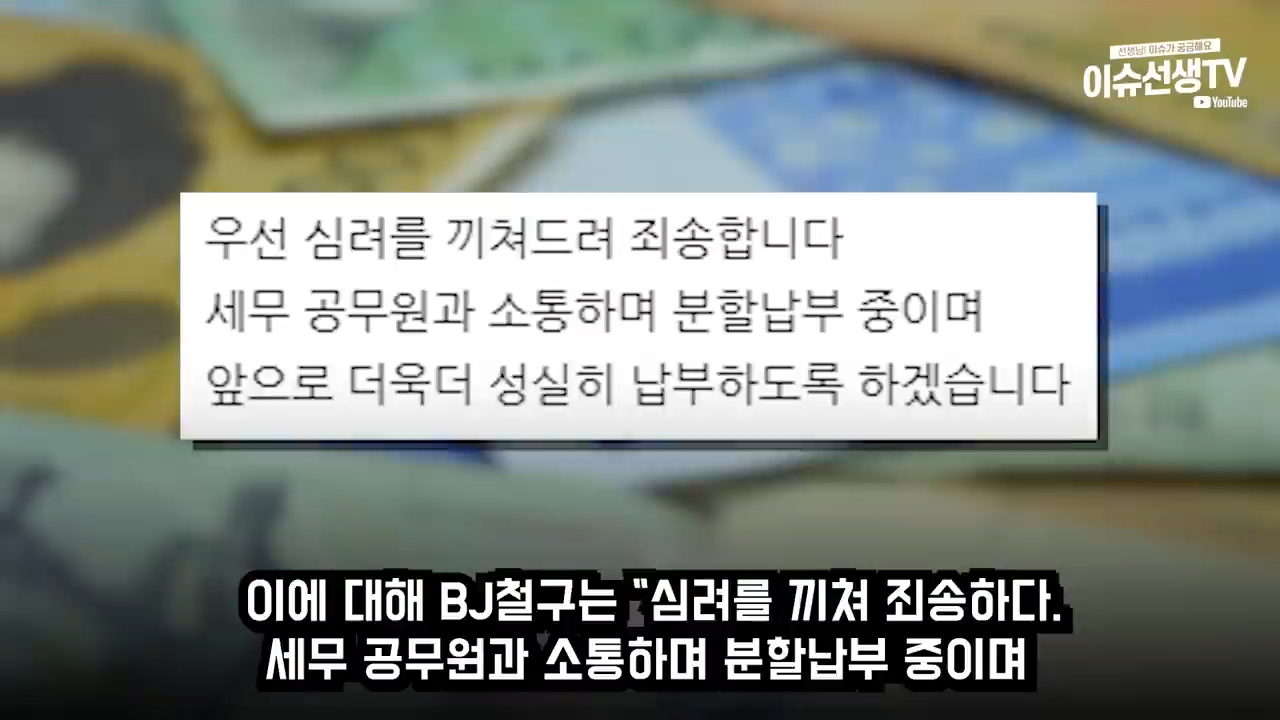 선생님! 이슈가 궁금해요
이슈선생TV
YouTube
우선 심려를 끼쳐드려 죄송합니다
세무 공무원과 소통하며 분할납부 중이며
앞으로 더욱더 성실히 납부하도록 하겠습니다
이에 대해 BJ철구는 “심려를 끼쳐 죄송하다.
세무 공무원과 소통하며 분할납부 중이며